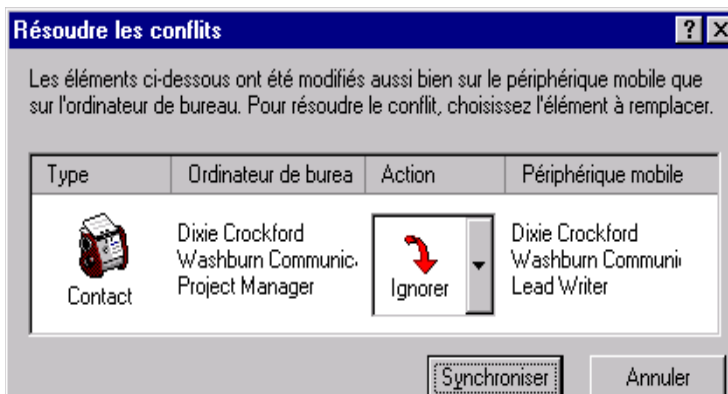 Résoudre les conflits
Les éléments ci-dessous ont été modifiés aussi bien sur le périphérique mobile que
sur l'ordinateur de bureau. Pour résoudre le conflit, choisissez l'élément à remplacer.
Type Ordinateur de burea Action Périphérique mobile
Dixie Crockford Dixie Crockford
Washburn Communic Washburn Communi
Project Manager Lead Writer
Contact Ignorer
Synchroniser Annuler